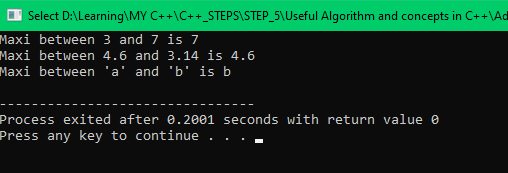 Select D:\Learning\MY C++\C++_STEPS\STEP_5\Useful Algorithm and concepts in C++\Ad
Maxi between 3 and 7 is 7
Maxi between 4.6 and 3.14 is 4.6
Maxi between 'a' and 'b' is b
--------------------------------
Process exited after 0.2001 seconds with return value 0
Press any key to continue . . .